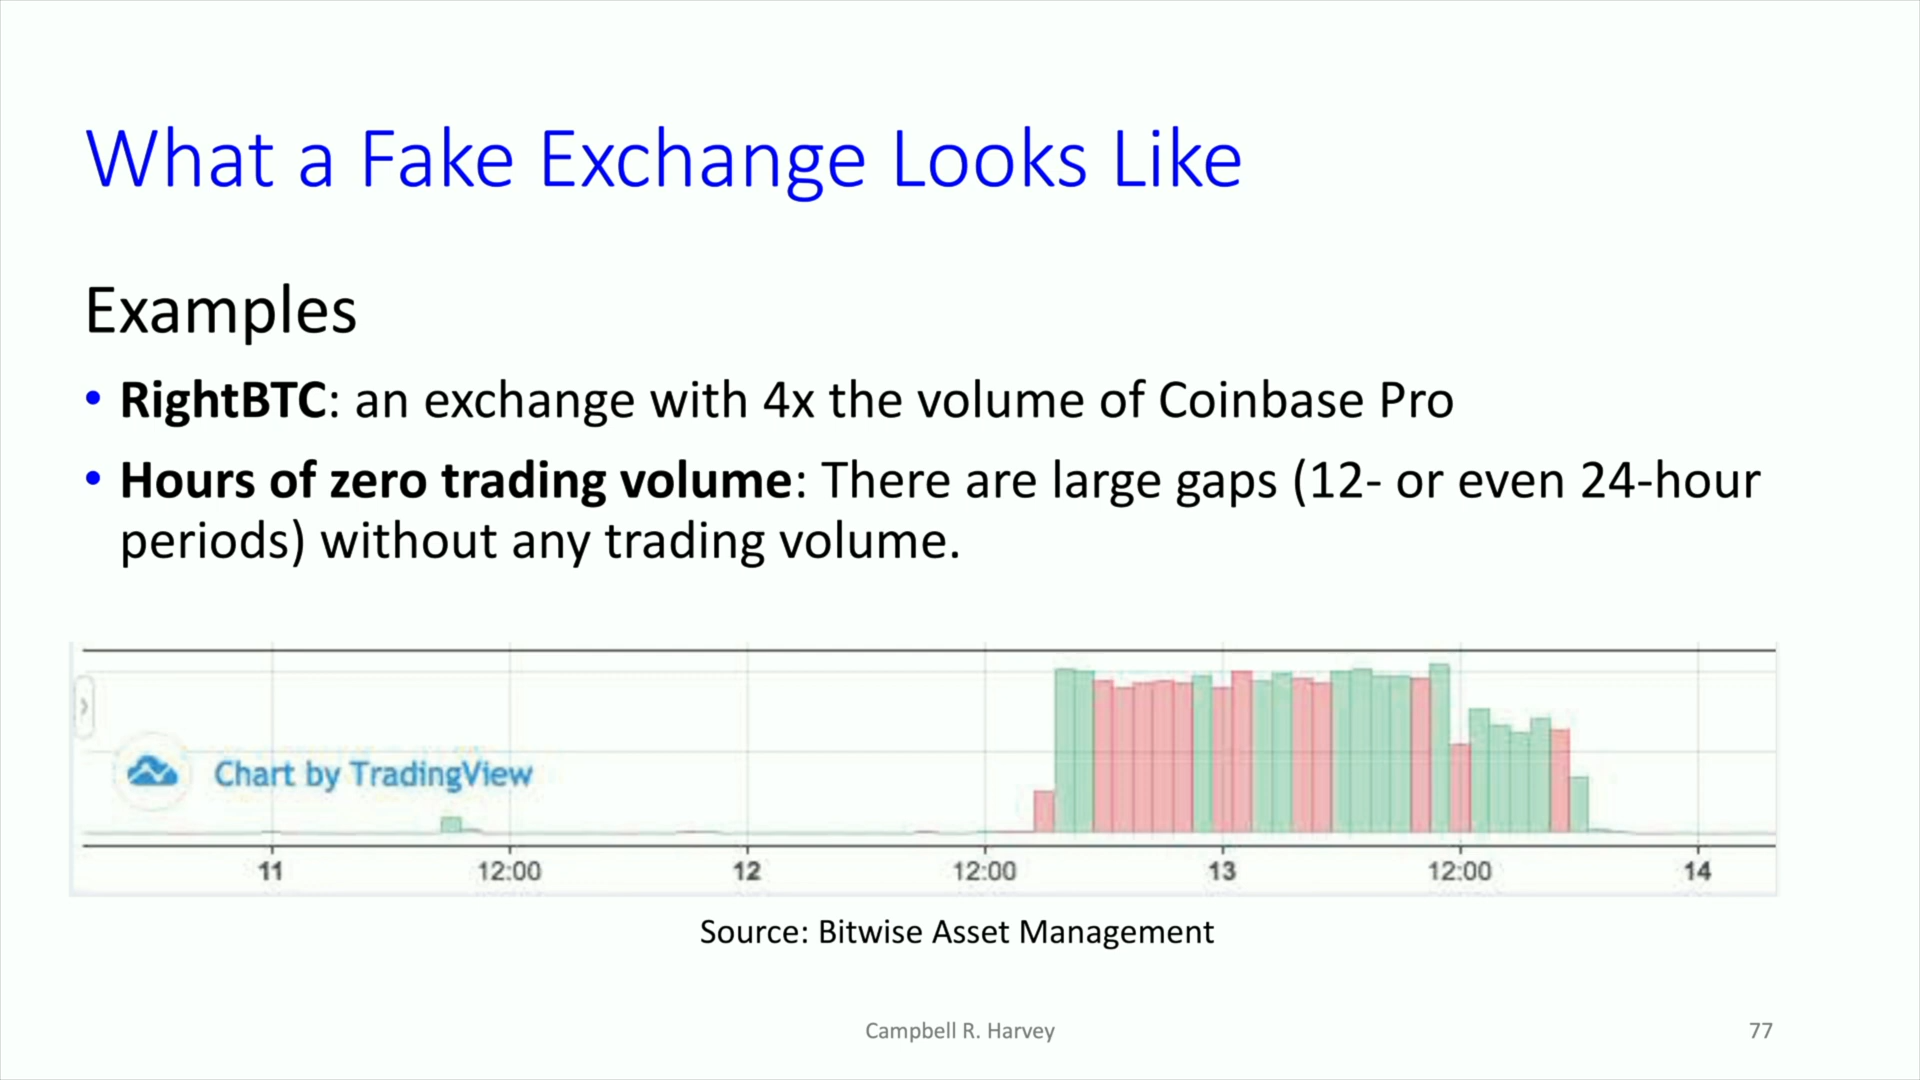 What a Fake Exchange Looks Like
Examples
• RightBTC: an exchange with 4x the volume of Coinbase Pro
• Hours of zero trading volume: There are large gaps (12- or even 24-hour
periods) without any trading volume.
Chart by TradingView
11 12:00 12 12:00 13 12:00 14
Source: Bitwise Asset Management
Campbell R. Harvey 77